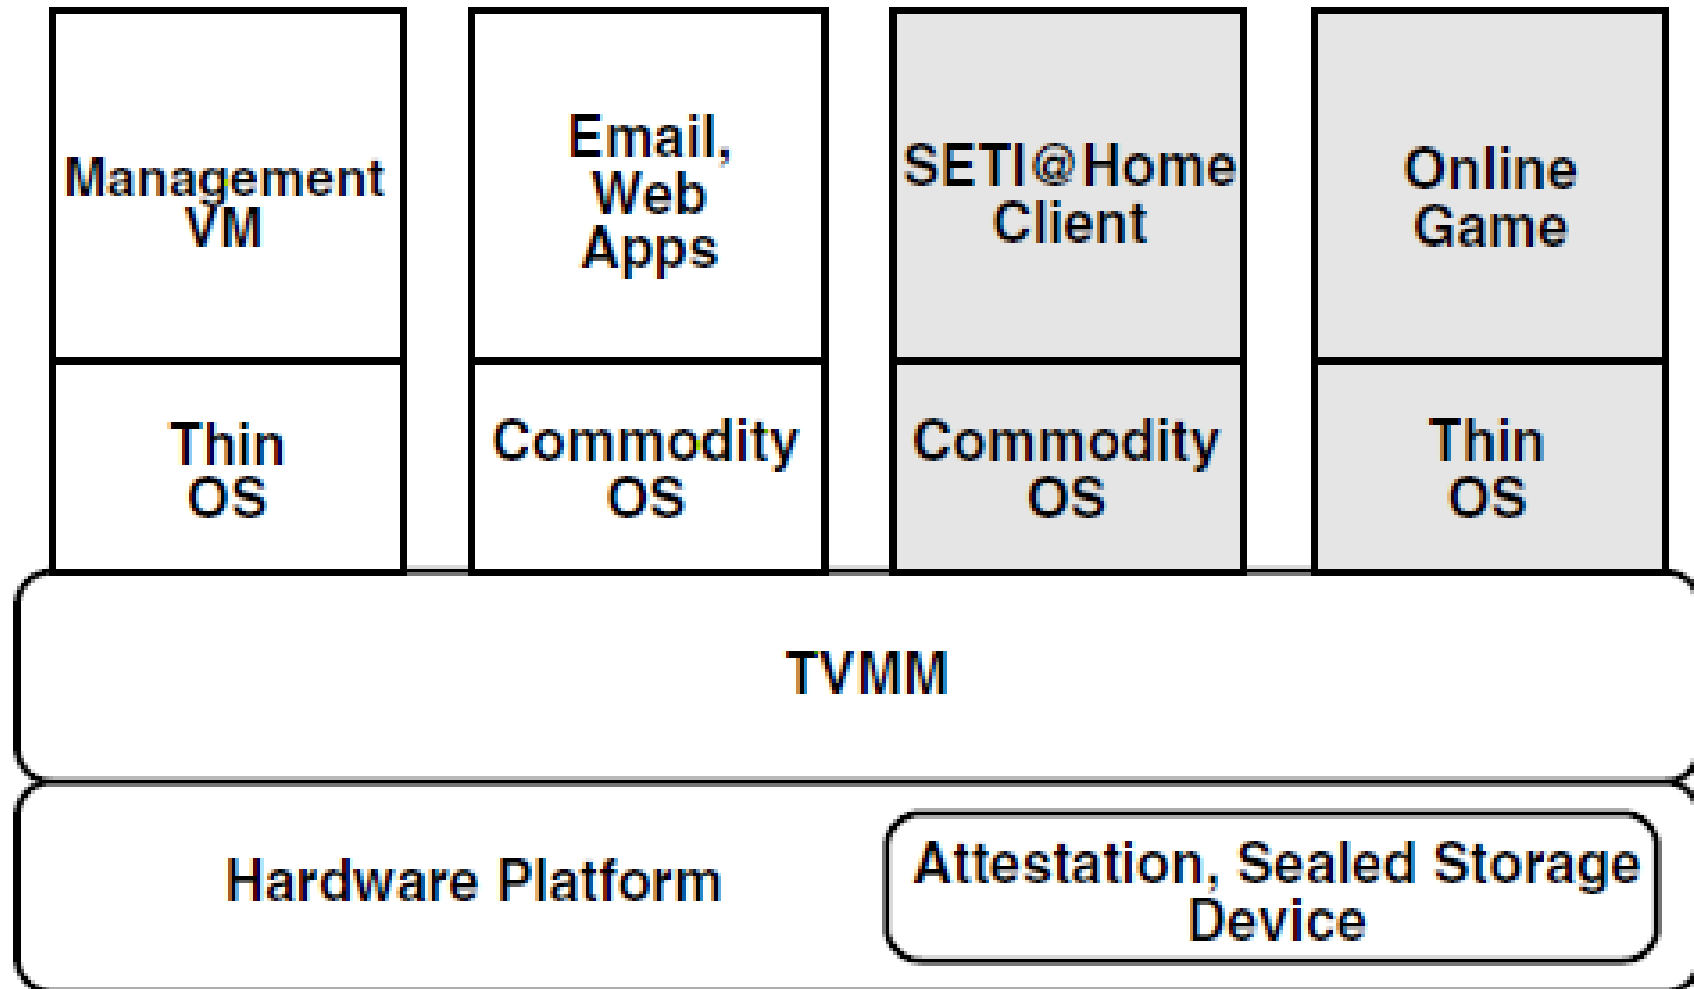 Management
VM
Email,
Web
Apps
SETI@Home
Client
Online
Game
Thin
OS
Commodity
OS
Commodity
OS
Thin
OS
TVMM
Hardware Platform
Attestation, Sealed Storage
Device